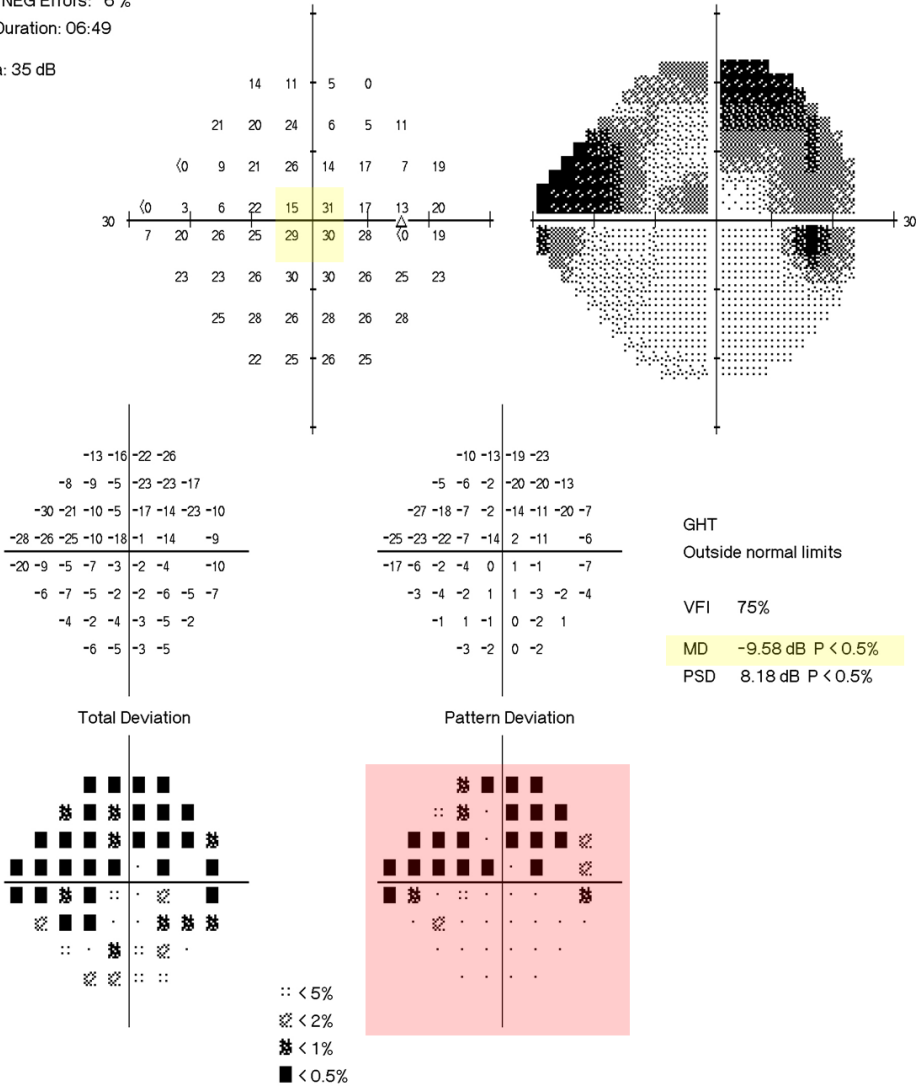 NEG Errors: 6 %
Duration: 06:49
: 35 dB
14 11 5 0
21 20 24 6 5 11
<0 9 21 26 14 17 7 19
<0 3 6 22 15 31 17 13 20
30 30
7 20 26 25 29 30 28 <0 19
23 23 26 30 30 26 25 23
25 28 26 28 26 28
22 25 26 25
-13 -16 -22 -26 -10 -13 -19 -23
-8 -9 -5 -23 -23 -17 -5 -6 -2 -20 -20 -13
-30 -21 -10 -5 -17 -14 -23 -10 -27 -18 -7 -2 -14 -11 -20 -7
-28 -26 -25 -10 -18 -1 -14 -9 -25 -23 -22 -7 -14 2 -11 -6
-20 -9 -5 -7 -3 -2 -4 -10 -17 -6 -2 -4 0 1 -1 -7
-6 -7 -5 -2 -2 -6 -5 -7 -3 -4 -2 1 1 -3 -2 -4
-4 -2 -4 -3 -5 -2 -1 1 -1 0 -2 1
-6 -5 -3 -5 -3 -2 0 -2
GHT
Outside normal limits
VFI 75%
MD -9.58 dB P < 0.5%
PSD 8.18 dB P < 0.5%
Total Deviation Pattern Deviation
< 5%
< 2%
< 1%
< 0.5%